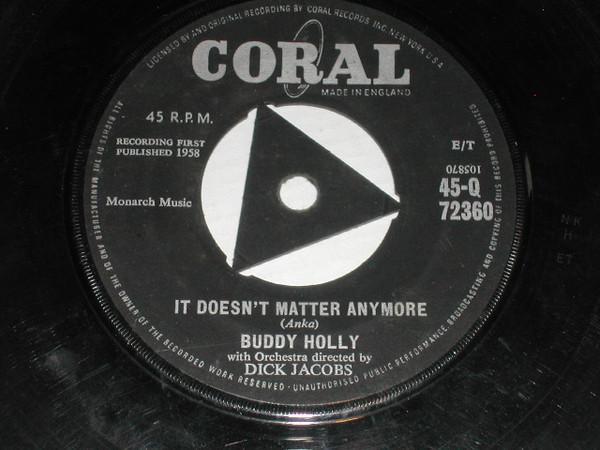 LICENSED BY AND ORIGINAL RECORDING BY CORAL RECORDS INC. NEW YORK U S A
CORAL
MADE IN ENGLAND
45 R.P.M.
RECORDING FIRST
PUBLISHED 1958
E/T
105870
45-Q
72360
Monarch Music
IT DOESN'T MATTER ANYMORE
(Anka)
BUDDY HOLLY
with Orchestra directed by
DICK JACOBS
ALL RIGHTS OF THE MANUFACTURER AND OF THE OWNER OF THE RECORDED WORK RESERVED · UNAUTHORISED PUBLIC PERFORMANCE BROADCASTING AND COPYING OF THIS RECORD PROHIBITED
N K
H
ET